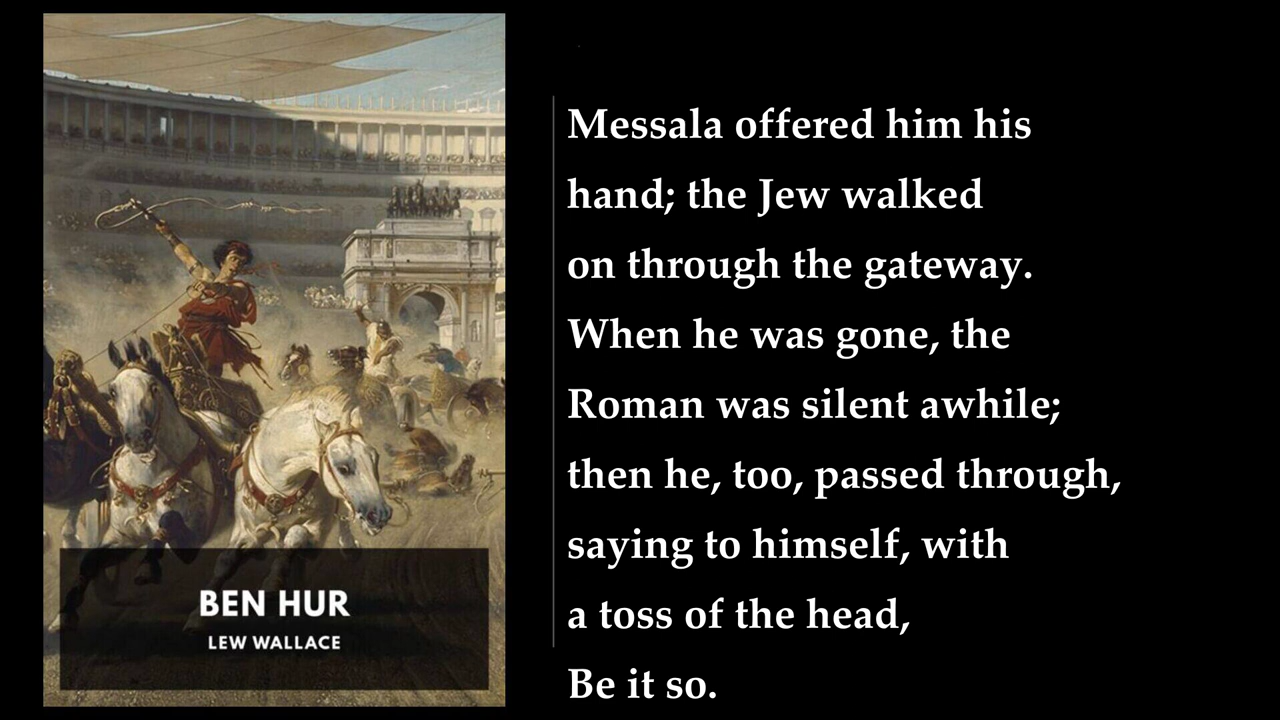 BEN HUR
LEW WALLACE
Messala offered him his
hand; the Jew walked
on through the gateway.
When he was gone, the
Roman was silent awhile;
then he, too, passed through,
saying to himself, with
a toss of the head,
Be it so.